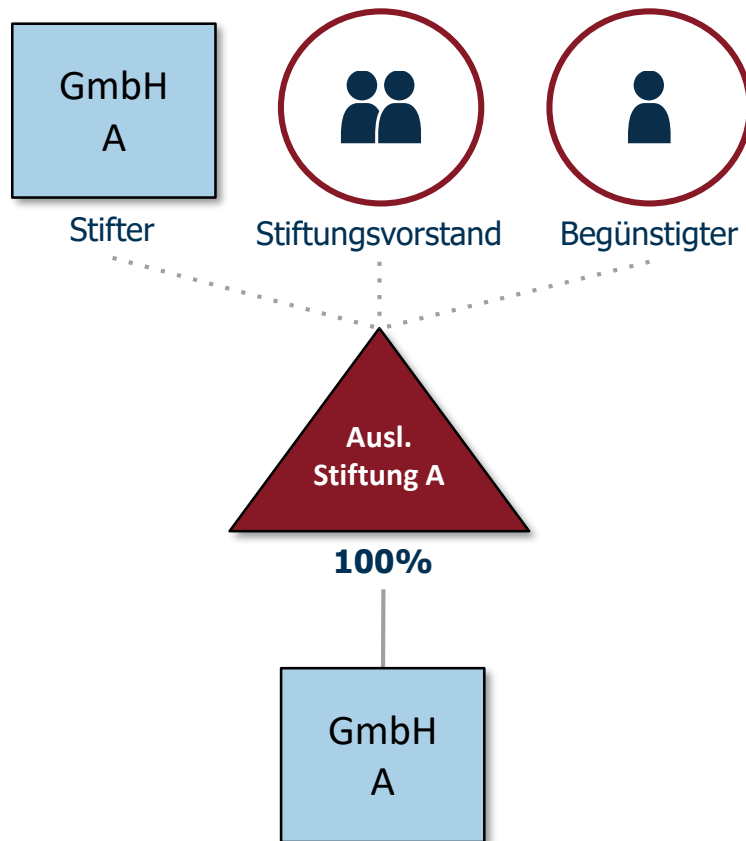 GmbH
A
Stifter
Stiftungsvorstand
Begünstigter
Ausl.
Stiftung A
100%
GmbH
A